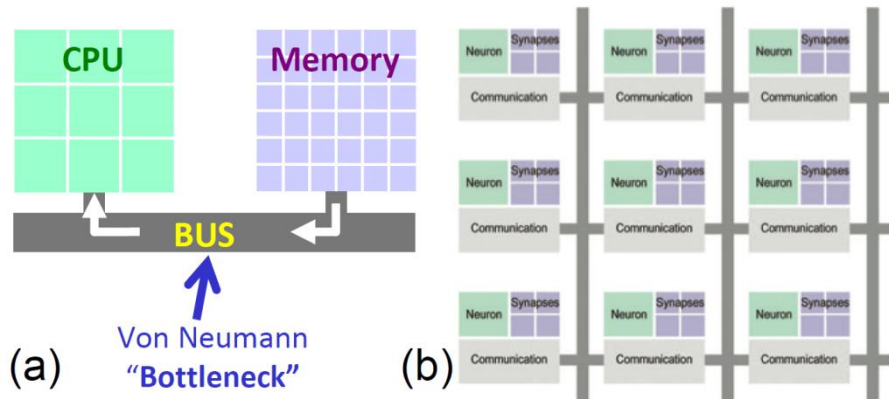 CPU
Memory
BUS
Von Neumann
“Bottleneck”
(a)
Neuron
Synapses
Communication
Neuron
Synapses
Communication
Neuron
Synapses
Communication
Neuron
Synapses
Communication
Neuron
Synapses
Communication
Neuron
Synapses
Communication
Neuron
Synapses
Communication
Neuron
Synapses
Communication
Neuron
Synapses
Communication
(b)